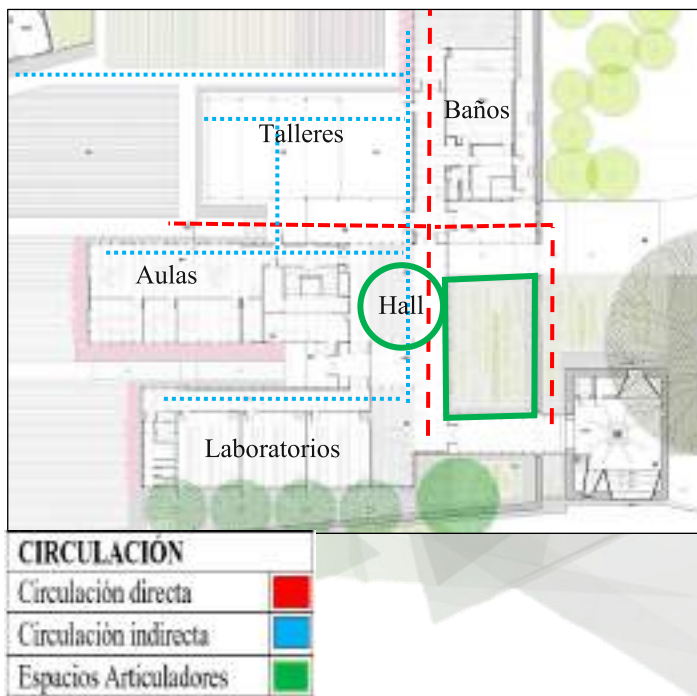 Baños
Talleres
Aulas
Hall
Laboratorios
CIRCULACIÓN
Circulación directa
Circulación indirecta
Espacios Articuladores